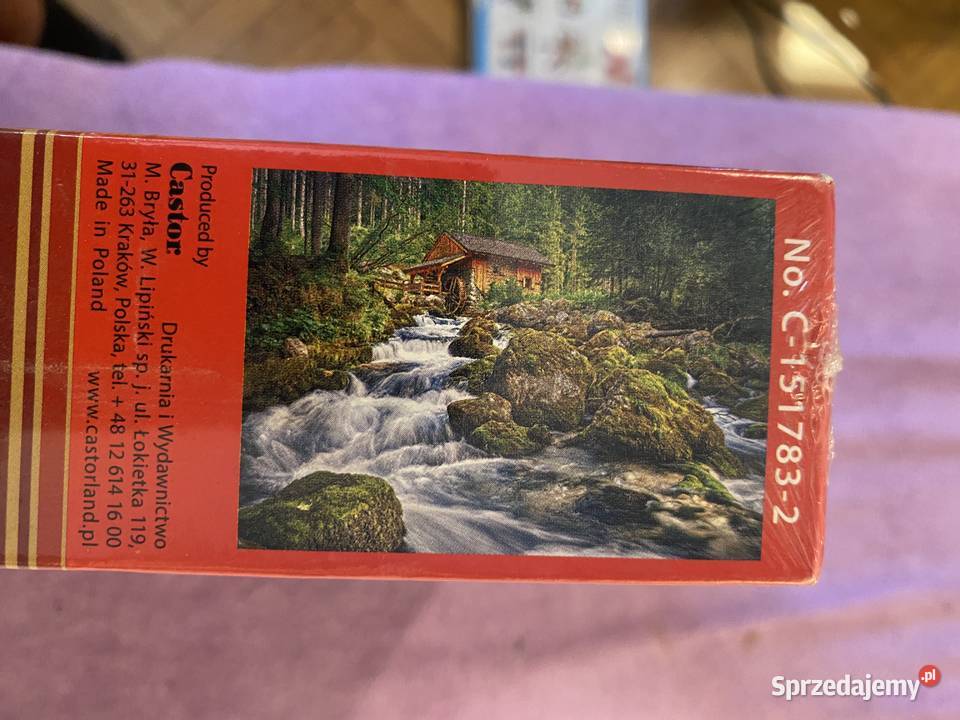 No. C-151783-2
Produced by
Castor Drukarnia i Wydawnictwo
M. Bryła, W. Lipiński sp. j. ul. Łokietka 119,
31-263 Kraków, Polska, tel. + 48 12 614 16 00
Made in Poland www.castorland.pl
Sprzedajemy.pl